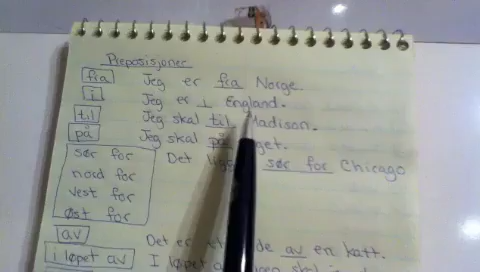 Preposisjoner
fra Jeg er fra Norge.
i Jeg er i England.
til Jeg skal til Madison.
på Jeg skal på
sør for Det sør for Chicago
nord for
vest for
øst for
av Det er av en katt.
i løpet av I løpet